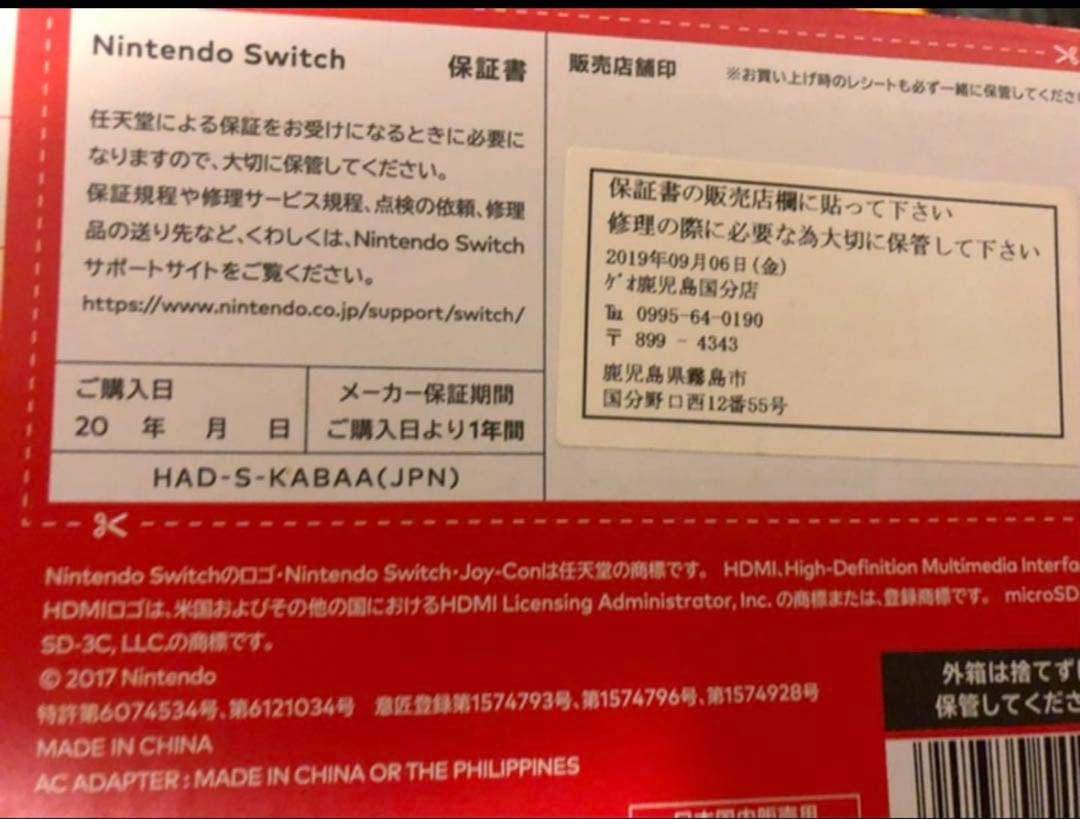 Nintendo Switch 保証書
任天堂による保証をお受けになるときに必要に
なりますので、大切に保管してください。
保証規程や修理サービス規程、点検の依頼、修理
品の送り先など、くわしくは、Nintendo Switch
サポートサイトをご覧ください。
https://www.nintendo.co.jp/support/switch/
ご購入日
20 年 月 日
メーカー保証期間
ご購入日より1年間
HAD-S-KABAA(JPN)
販売店舗印
※お買い上げ時のレシートも必ず一緒に保管してくださ
保証書の販売店欄に貼って下さい
修理の際に必要な為大切に保管して下さい
2019年09月06日(金)
ゲオ鹿児島国分店
℡ 0995-64-0190
〒 899 - 4343
鹿児島県霧島市
国分野口西12番55号
Nintendo Switchのロゴ・Nintendo Switch・Joy-Conは任天堂の商標です。 HDMI、High-Definition Multimedia Interfa
HDMIロゴは、米国およびその他の国におけるHDMI Licensing Administrator, Inc. の商標または、登録商標です。 microSD
SD-3C, LLC.の商標です。
© 2017 Nintendo
特許第6074534号、第6121034号 意匠登録第1574793号、第1574796号、第1574928号
MADE IN CHINA
AC ADAPTER : MADE IN CHINA OR THE PHILIPPINES
外箱は捨てず
保管してくださ